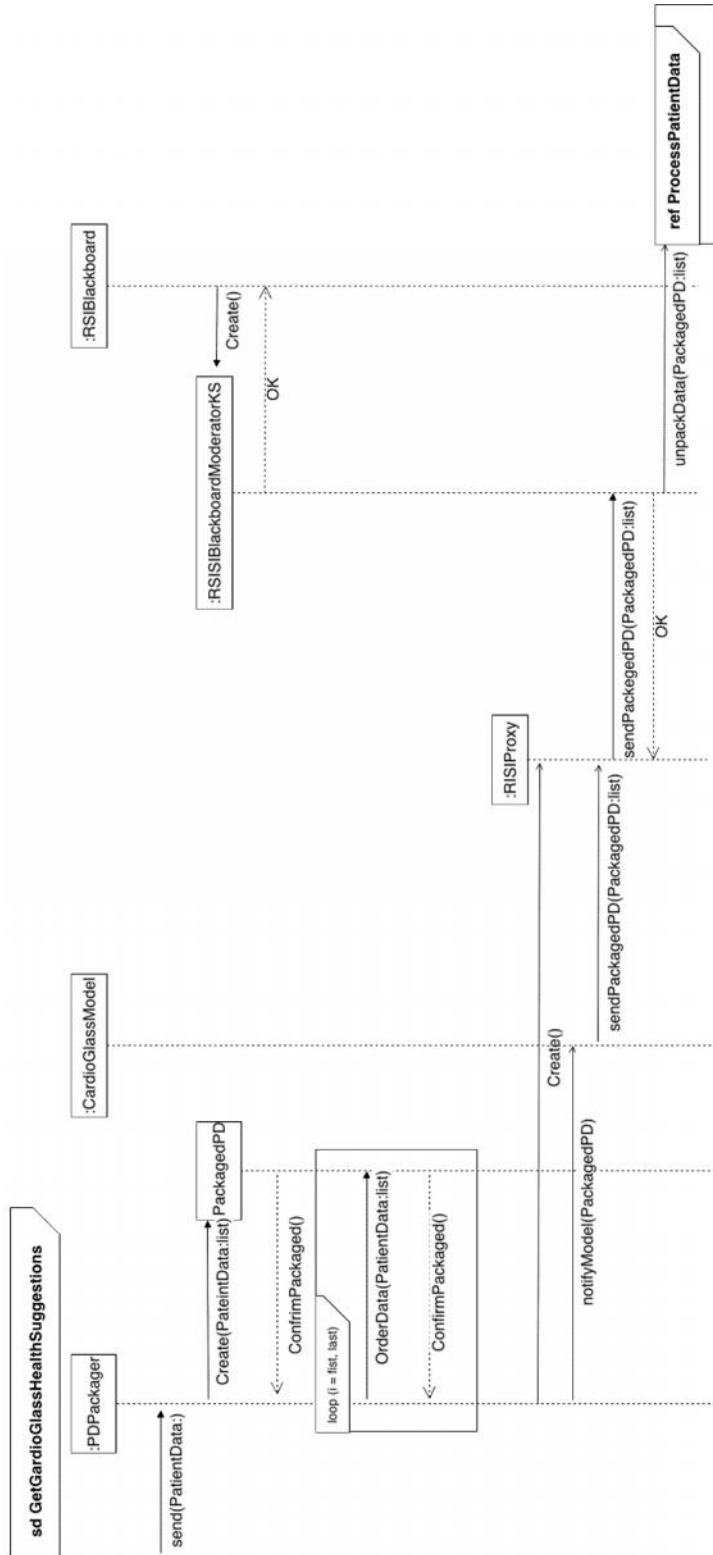 sd GetGardioGlassHealthSuggestions
:PDPackager
:CardioGlassModel
:RSIBlackboard
send(PatientData:)
Create(PateintData:list)
PackagedPD
:RSISIBlackboardModeratorKS
Create()
ConfrimPackaged()
OK
loop (i = fist, last)
OrderData(PatientData:list)
ConfirmPackaged()
:RISIProxy
Create()
notifyModel(PackagedPD)
sendPackagedPD(PackagedPD:list)
sendPackegedPD(PackagedPD:list)
OK
unpackData(PackagedPD:list)
ref ProcessPatientData